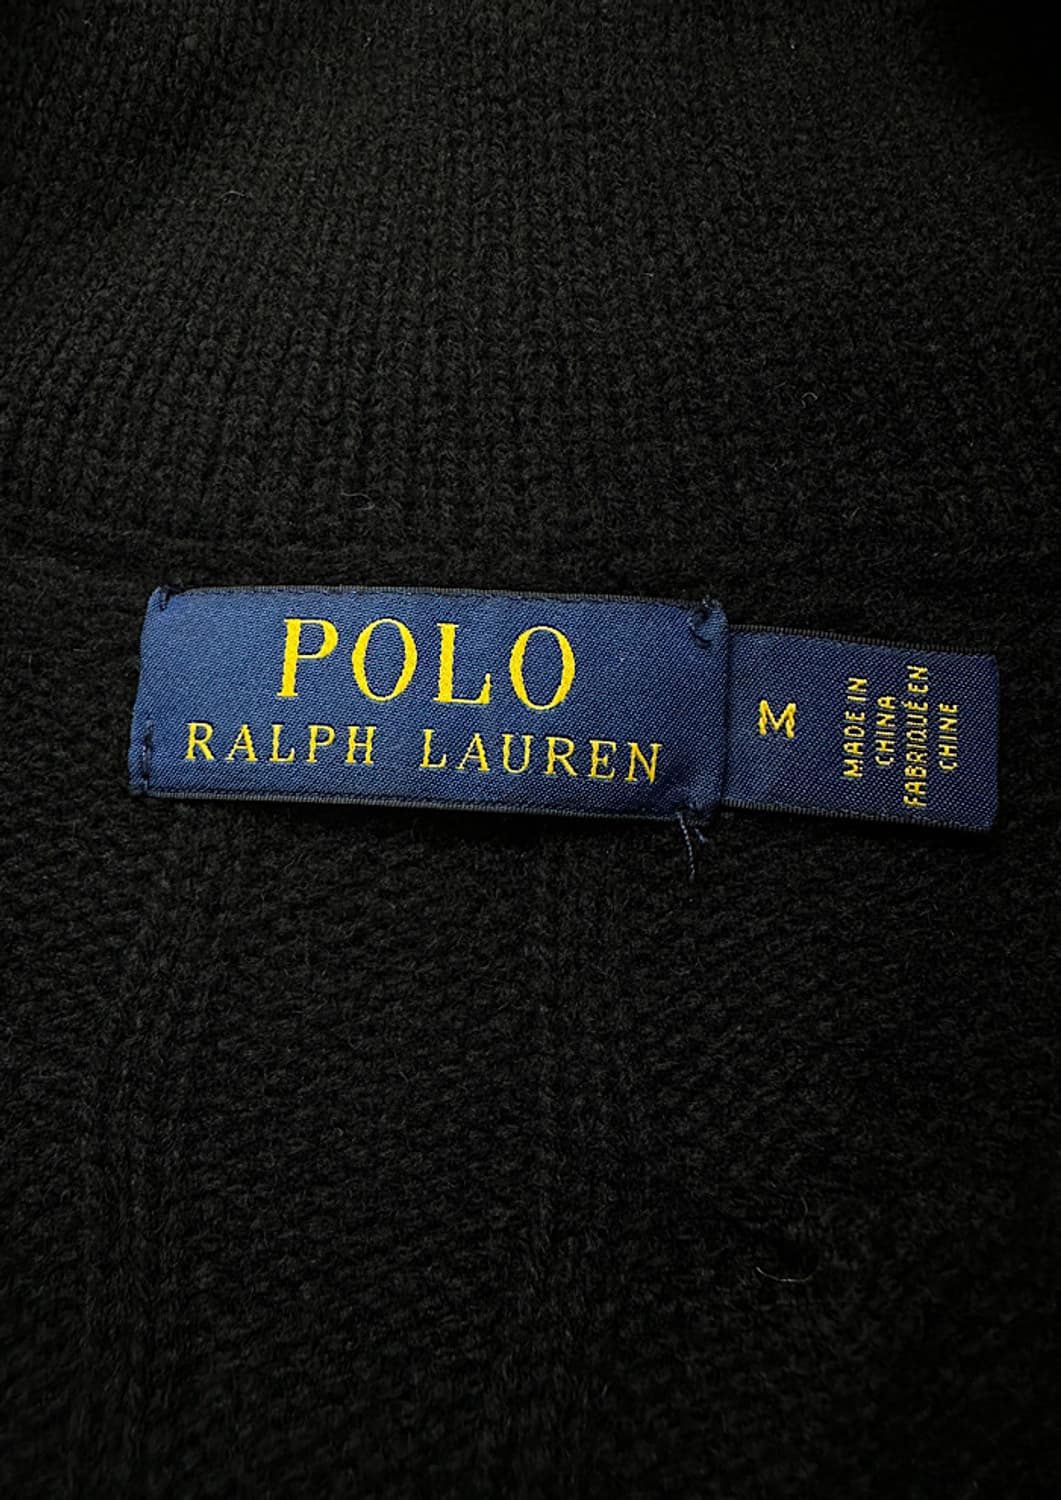 POLO
RALPH LAUREN
M
MADE IN
CHINA
FABRIQUÉ EN
CHINE